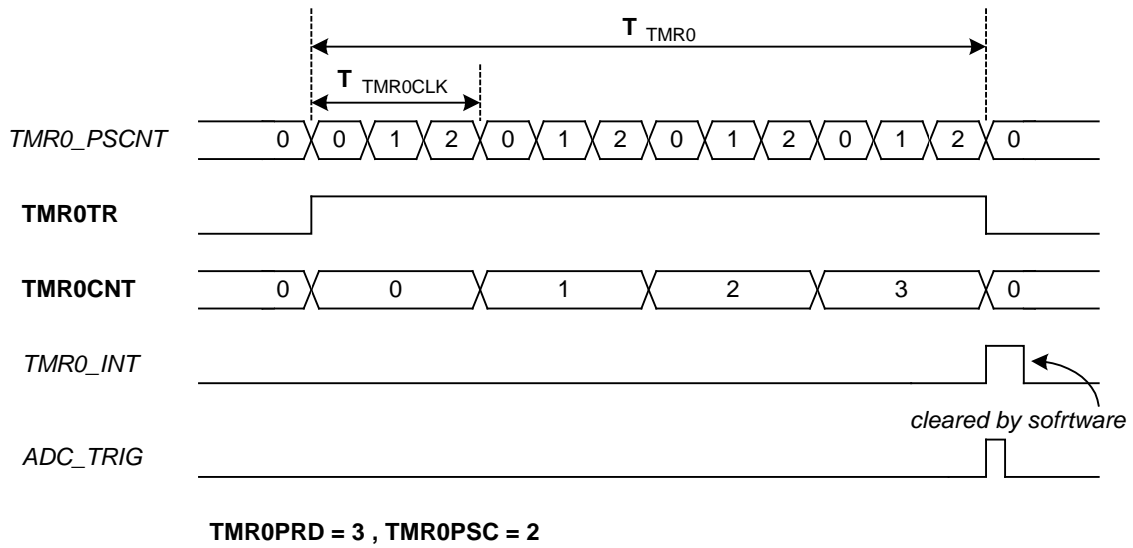 T TMR0
T TMR0CLK
TMR0_PSCNT 0 0 1 2 0 1 2 0 1 2 0 1 2 0
TMR0TR
TMR0CNT 0 0 1 2 3 0
TMR0_INT
cleared by sofrtware
ADC_TRIG
TMR0PRD = 3 , TMR0PSC = 2